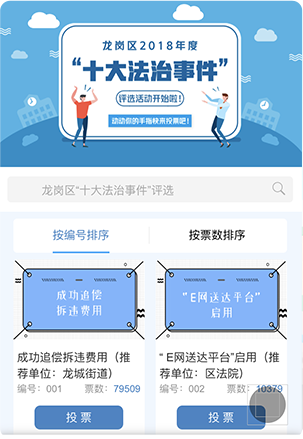 龙岗区2018年度
“十大法治事件”
评选活动开始啦！
动动你的手指快来投票吧！
龙岗区“十大法治事件”评选
按编号排序
按票数排序
成功追偿
拆违费用
“E网送达平台”
启用
成功追偿拆违费用（推
荐单位：龙城街道）
“E网送达平台”启用（推
荐单位：区法院）
编号：001 票数：79509
编号：002 票数：10379
投 票
投 票